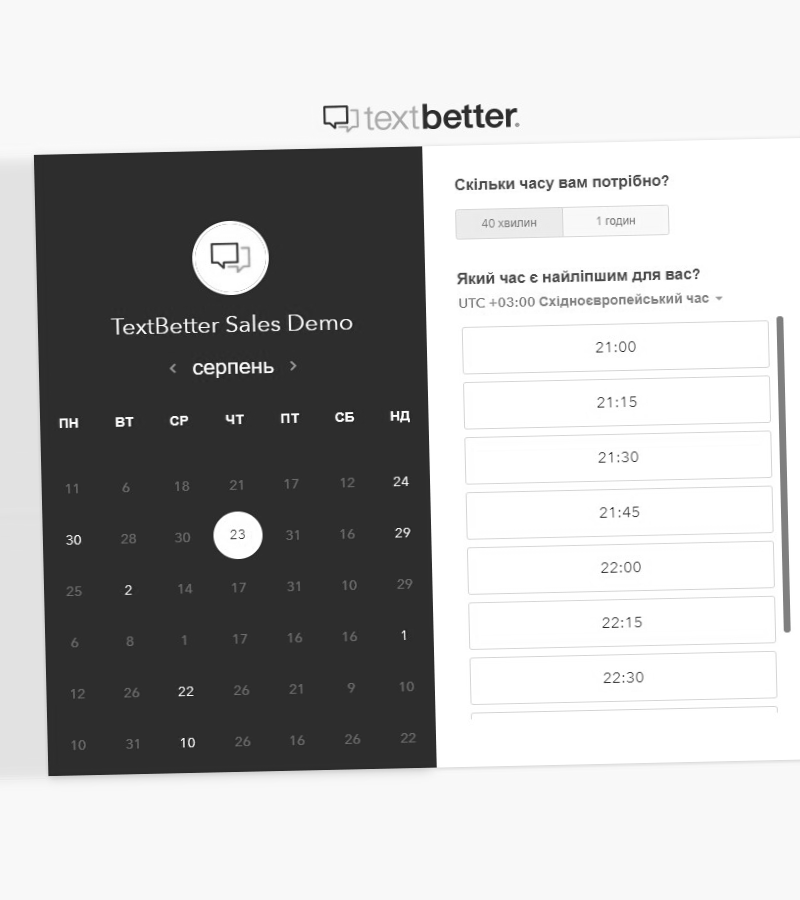 textbetter.
TextBetter Sales Demo
‹ серпень ›
ПН ВТ СР ЧТ ПТ СБ НД
11 6 18 21 17 12 24
30 28 30 23 31 16 29
25 2 14 17 31 10 29
6 8 1 17 16 16 1
12 26 22 26 21 9 10
10 31 10 26 16 26 22
Скільки часу вам потрібно?
40 хвилин 1 годин
Який час є найліпшим для вас?
UTC +03:00 Східноєвропейський час
21:00
21:15
21:30
21:45
22:00
22:15
22:30